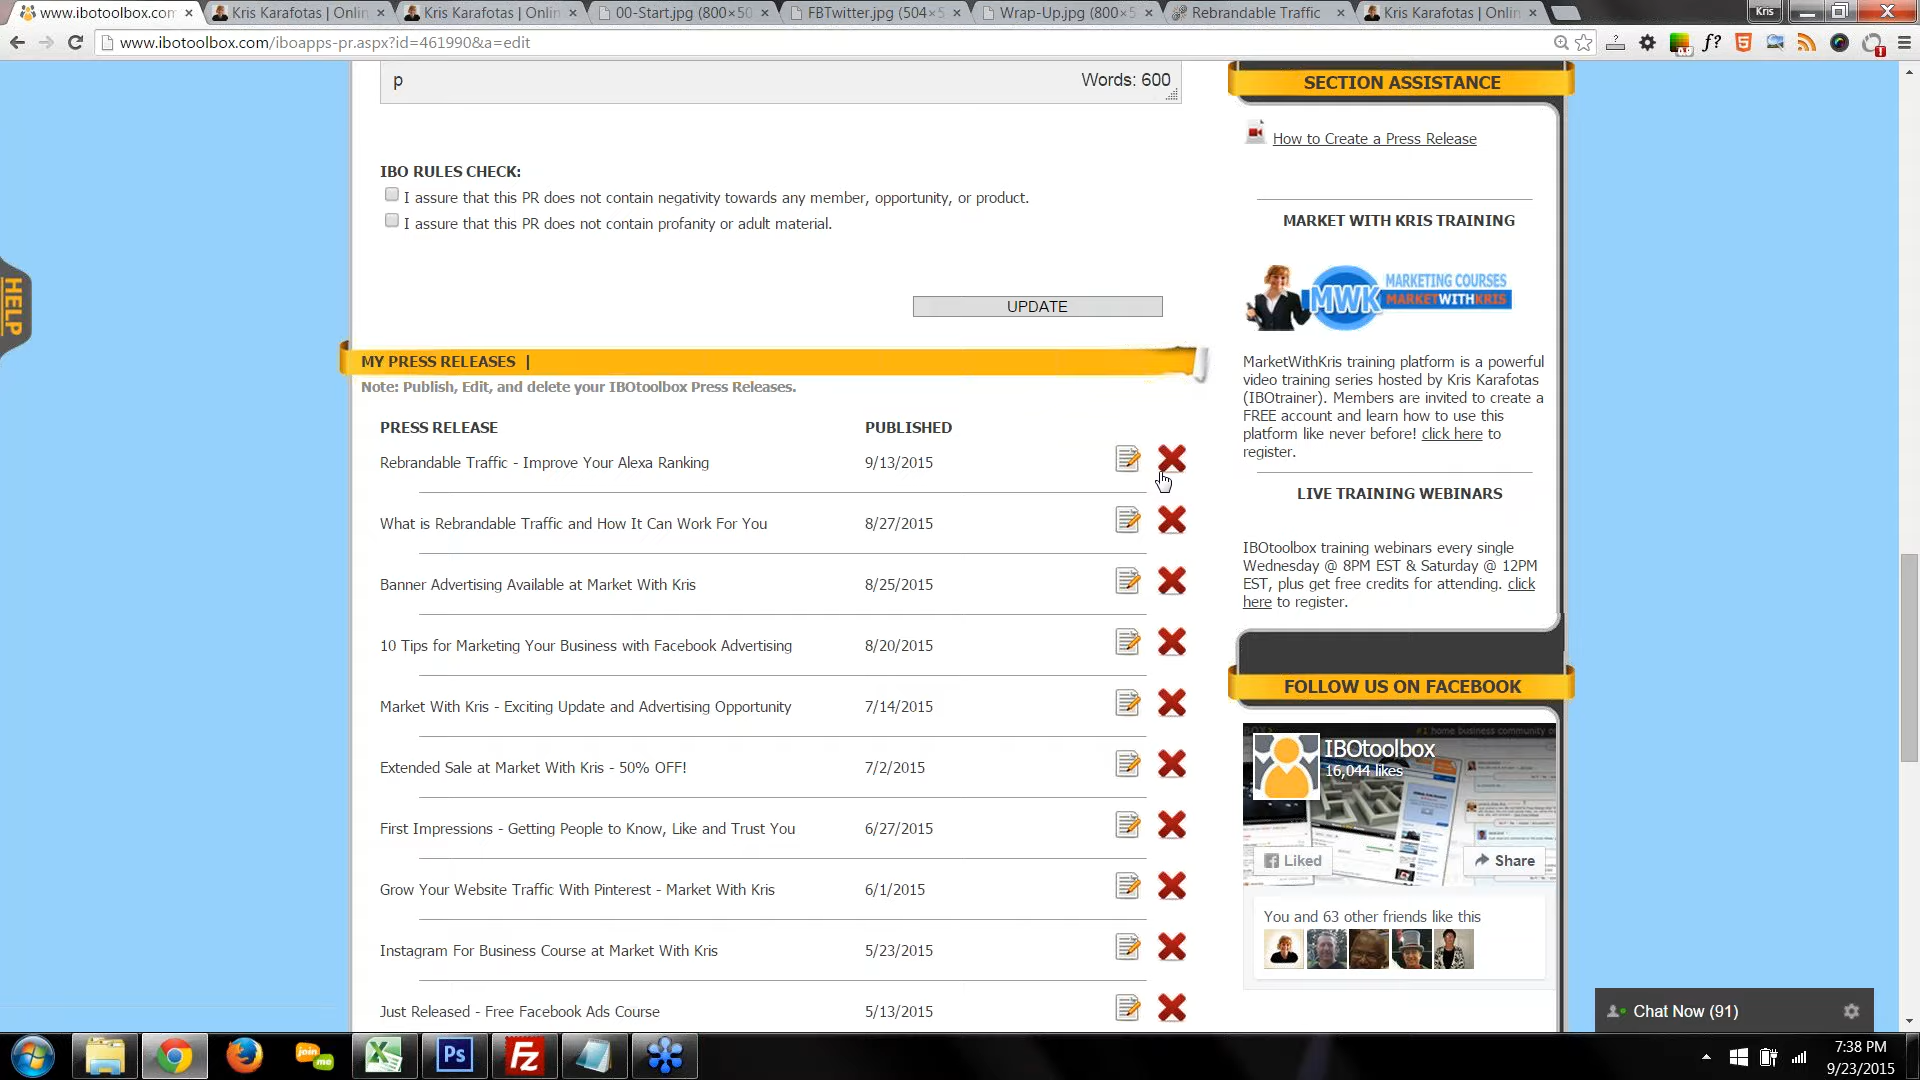 www.ibotoolbox.com
Kris Karafotas | Onlin
Kris Karafotas | Onlin
00-Start.jpg (800×50
FBTwitter.jpg (504×5
Wrap-Up.jpg (800×5
Rebrandable Traffic
Kris Karafotas | Onlin
Kris
www.ibotoolbox.com/iboapps-pr.aspx?id=461990&a=edit
p
Words: 600
IBO RULES CHECK:
I assure that this PR does not contain negativity towards any member, opportunity, or product.
I assure that this PR does not contain profanity or adult material.
UPDATE
HELP
MY PRESS RELEASES |
Note: Publish, Edit, and delete your IBOtoolbox Press Releases.
PRESS RELEASE PUBLISHED
Rebrandable Traffic - Improve Your Alexa Ranking 9/13/2015
What is Rebrandable Traffic and How It Can Work For You 8/27/2015
Banner Advertising Available at Market With Kris 8/25/2015
10 Tips for Marketing Your Business with Facebook Advertising 8/20/2015
Market With Kris - Exciting Update and Advertising Opportunity 7/14/2015
Extended Sale at Market With Kris - 50% OFF! 7/2/2015
First Impressions - Getting People to Know, Like and Trust You 6/27/2015
Grow Your Website Traffic With Pinterest - Market With Kris 6/1/2015
Instagram For Business Course at Market With Kris 5/23/2015
Just Released - Free Facebook Ads Course 5/13/2015
SECTION ASSISTANCE
How to Create a Press Release
MARKET WITH KRIS TRAINING
MWK MARKETING COURSES
MARKETWITHKRIS
MarketWithKris training platform is a powerful
video training series hosted by Kris Karafotas
(IBOtrainer). Members are invited to create a
FREE account and learn how to use this
platform like never before! click here to
register.
LIVE TRAINING WEBINARS
IBOtoolbox training webinars every single
Wednesday @ 8PM EST & Saturday @ 12PM
EST, plus get free credits for attending. click
here to register.
FOLLOW US ON FACEBOOK
#1 home business community
IBOtoolbox
16,044 likes
Liked
Share
You and 63 other friends like this
Chat Now (91)
join me
Ps
Fz
7:38 PM
9/23/2015